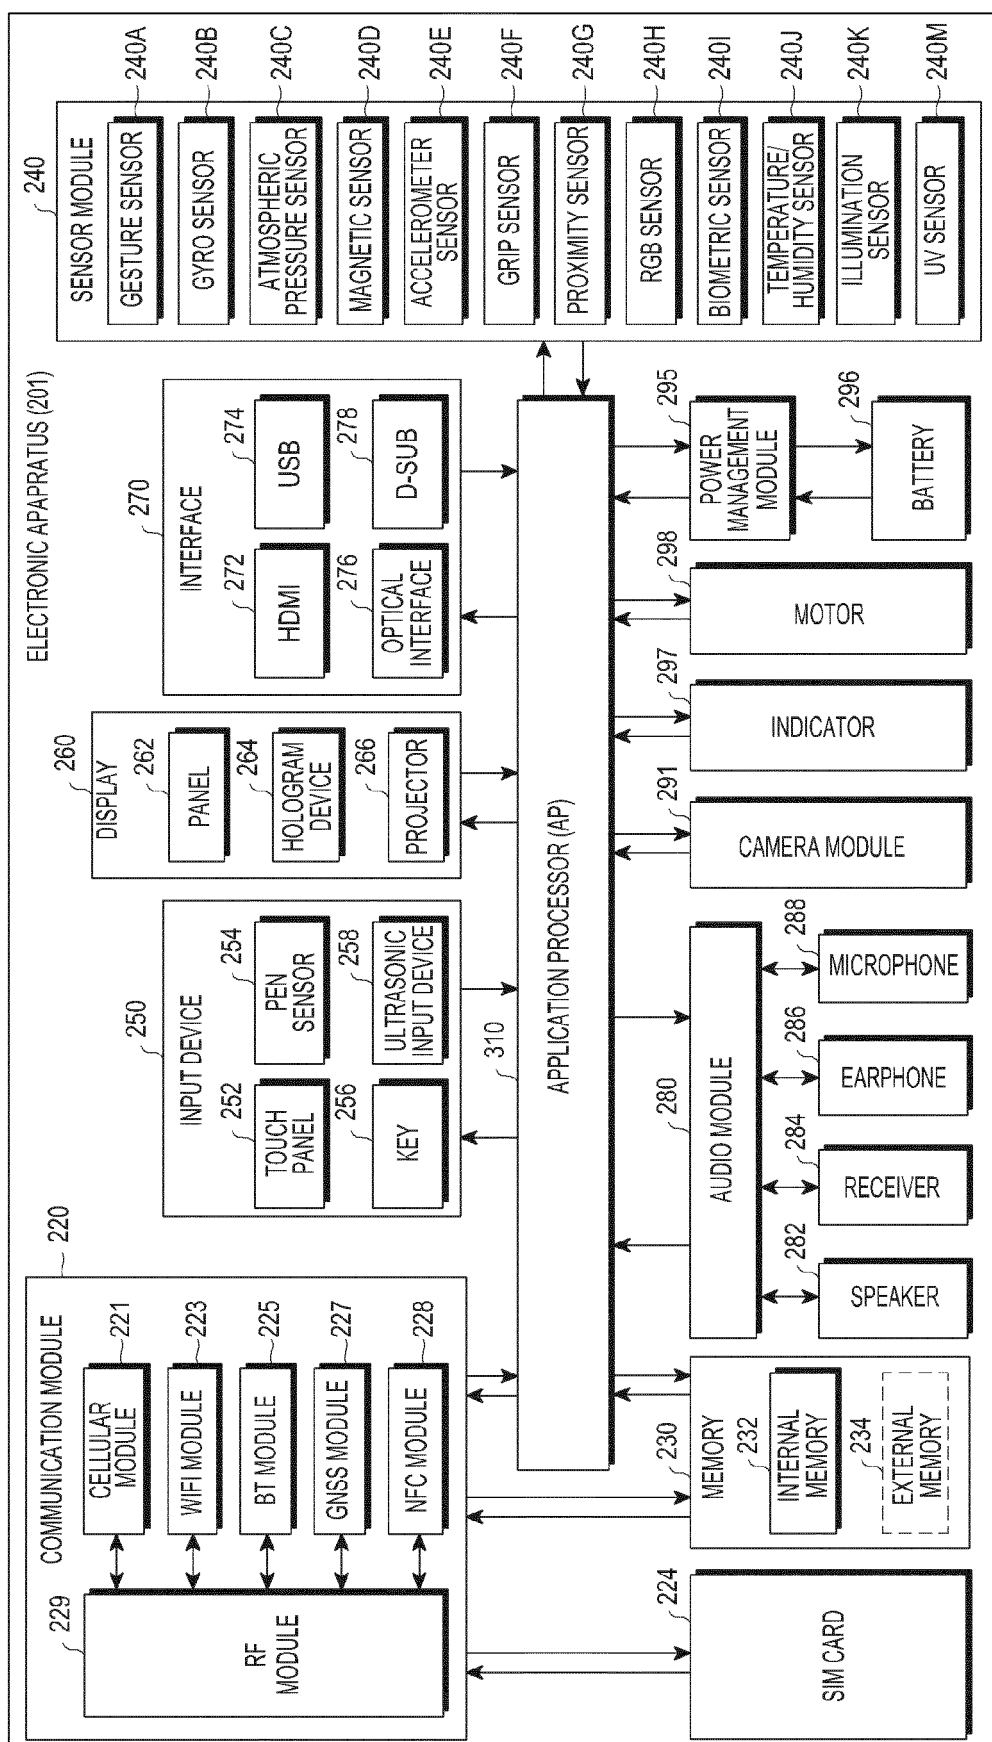 ELECTRONIC APAPRATUS (201)
COMMUNICATION MODULE
220
229
RF
MODULE
CELLULAR
MODULE
221
WIFI MODULE
223
BT MODULE
225
GNSS MODULE
227
NFC MODULE
228
INPUT DEVICE
250
TOUCH
PANEL
252
PEN
SENSOR
254
KEY
256
ULTRASONIC
INPUT DEVICE
258
DISPLAY
260
PANEL
262
HOLOGRAM
DEVICE
264
PROJECTOR
266
INTERFACE
270
HDMI
272
USB
274
OPTICAL
INTERFACE
276
D-SUB
278
SENSOR MODULE
240
GESTURE SENSOR
240A
GYRO SENSOR
240B
ATMOSPHERIC
PRESSURE SENSOR
240C
MAGNETIC SENSOR
240D
ACCELEROMETER
SENSOR
240E
GRIP SENSOR
240F
PROXIMITY SENSOR
240G
RGB SENSOR
240H
BIOMETRIC SENSOR
240I
TEMPERATURE/
HUMIDITY SENSOR
240J
ILLUMINATION
SENSOR
240K
UV SENSOR
240M
310
APPLICATION PROCESSOR (AP)
SIM CARD
224
MEMORY
230
INTERNAL
MEMORY
232
EXTERNAL
MEMORY
234
AUDIO MODULE
280
SPEAKER
282
RECEIVER
284
EARPHONE
286
MICROPHONE
288
CAMERA MODULE
291
INDICATOR
297
MOTOR
298
POWER
MANAGEMENT
MODULE
295
BATTERY
296